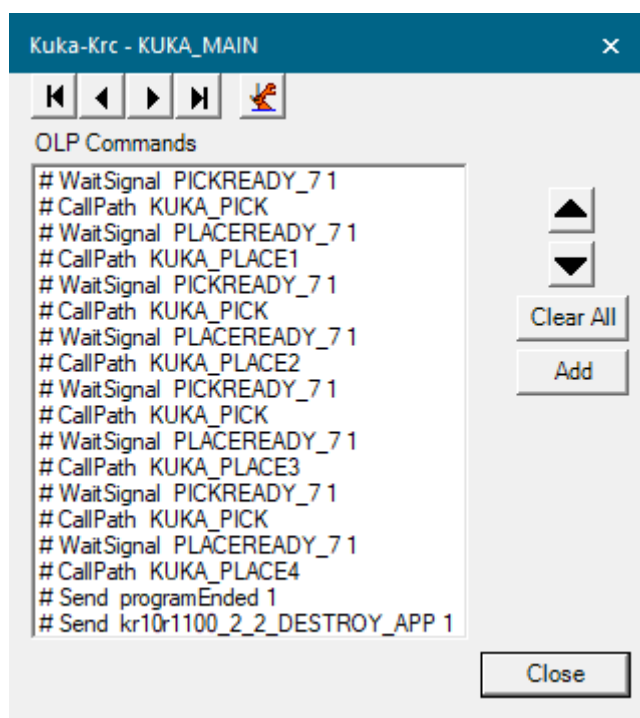 Kuka-Krc - KUKA_MAIN
OLP Commands
# WaitSignal PICKREADY_7 1
# CallPath KUKA_PICK
# WaitSignal PLACEREADY_7 1
# CallPath KUKA_PLACE1
# WaitSignal PICKREADY_7 1
# CallPath KUKA_PICK
# WaitSignal PLACEREADY_7 1
# CallPath KUKA_PLACE2
# WaitSignal PICKREADY_7 1
# CallPath KUKA_PICK
# WaitSignal PLACEREADY_7 1
# CallPath KUKA_PLACE3
# WaitSignal PICKREADY_7 1
# CallPath KUKA_PICK
# WaitSignal PLACEREADY_7 1
# CallPath KUKA_PLACE4
# Send programEnded 1
# Send kr10r1100_2_2_DESTROY_APP 1
Clear All
Add
Close